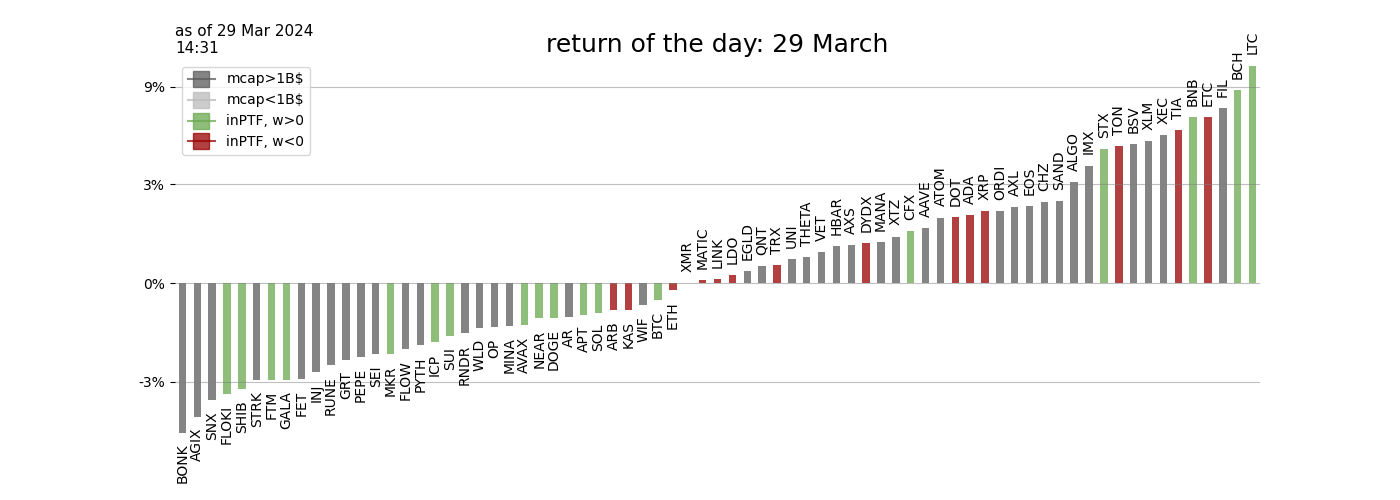 as of 29 Mar 2024
14:31
return of the day: 29 March
mcap>1B$
mcap<1B$
inPTF, w>0
inPTF, w<0
9%
3%
0%
-3%
BONK
AGIX
SNX
FLOKI
SHIB
STRK
FTM
GALA
FET
INJ
RUNE
GRT
PEPE
SEI
MKR
FLOW
PYTH
ICP
SUI
RNDR
WLD
OP
MINA
AVAX
NEAR
DOGE
AR
APT
SOL
ARB
KAS
WIF
BTC
ETH
XMR
MATIC
LINK
LDO
EGLD
QNT
TRX
UNI
THETA
VET
HBAR
AXS
DYDX
MANA
XTZ
CFX
AAVE
ATOM
DOT
ADA
XRP
ORDI
AXL
EOS
CHZ
SAND
ALGO
IMX
STX
TON
BSV
XLM
XEC
TIA
BNB
ETC
FIL
BCH
LTC